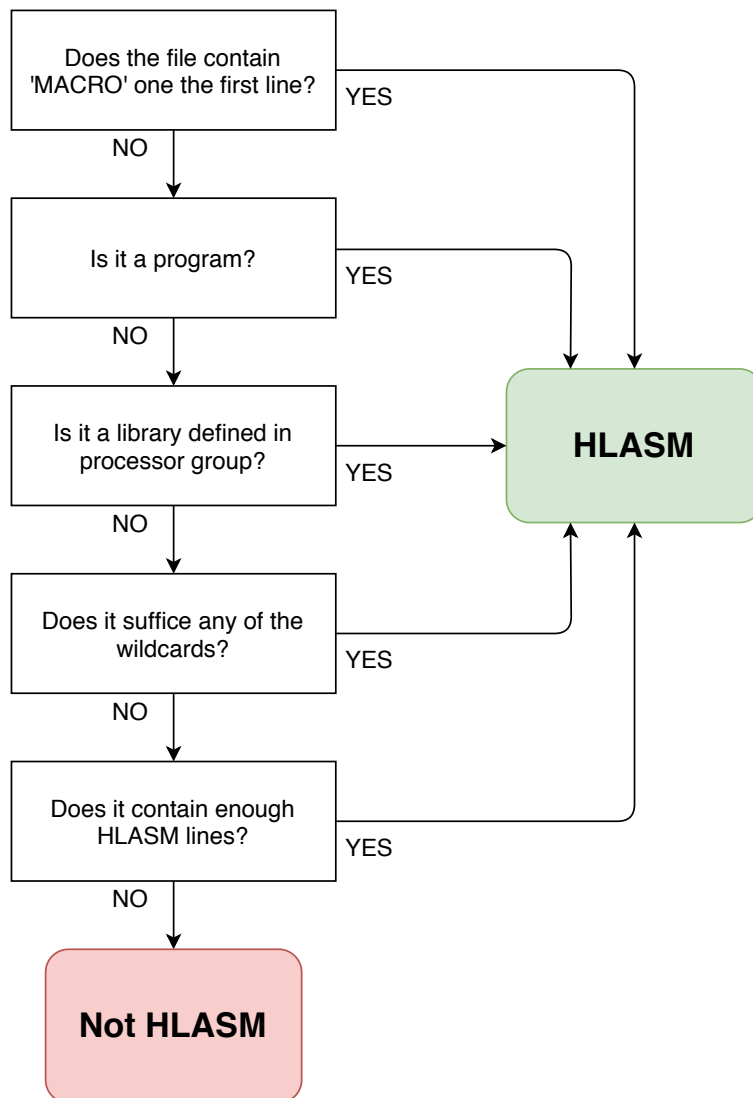 Does the file contain
'MACRO' one the first line?
YES
NO
Is it a program?
YES
NO
Is it a library defined in
processor group?
YES
HLASM
NO
Does it suffice any of the
wildcards?
YES
NO
Does it contain enough
HLASM lines?
YES
NO
Not HLASM